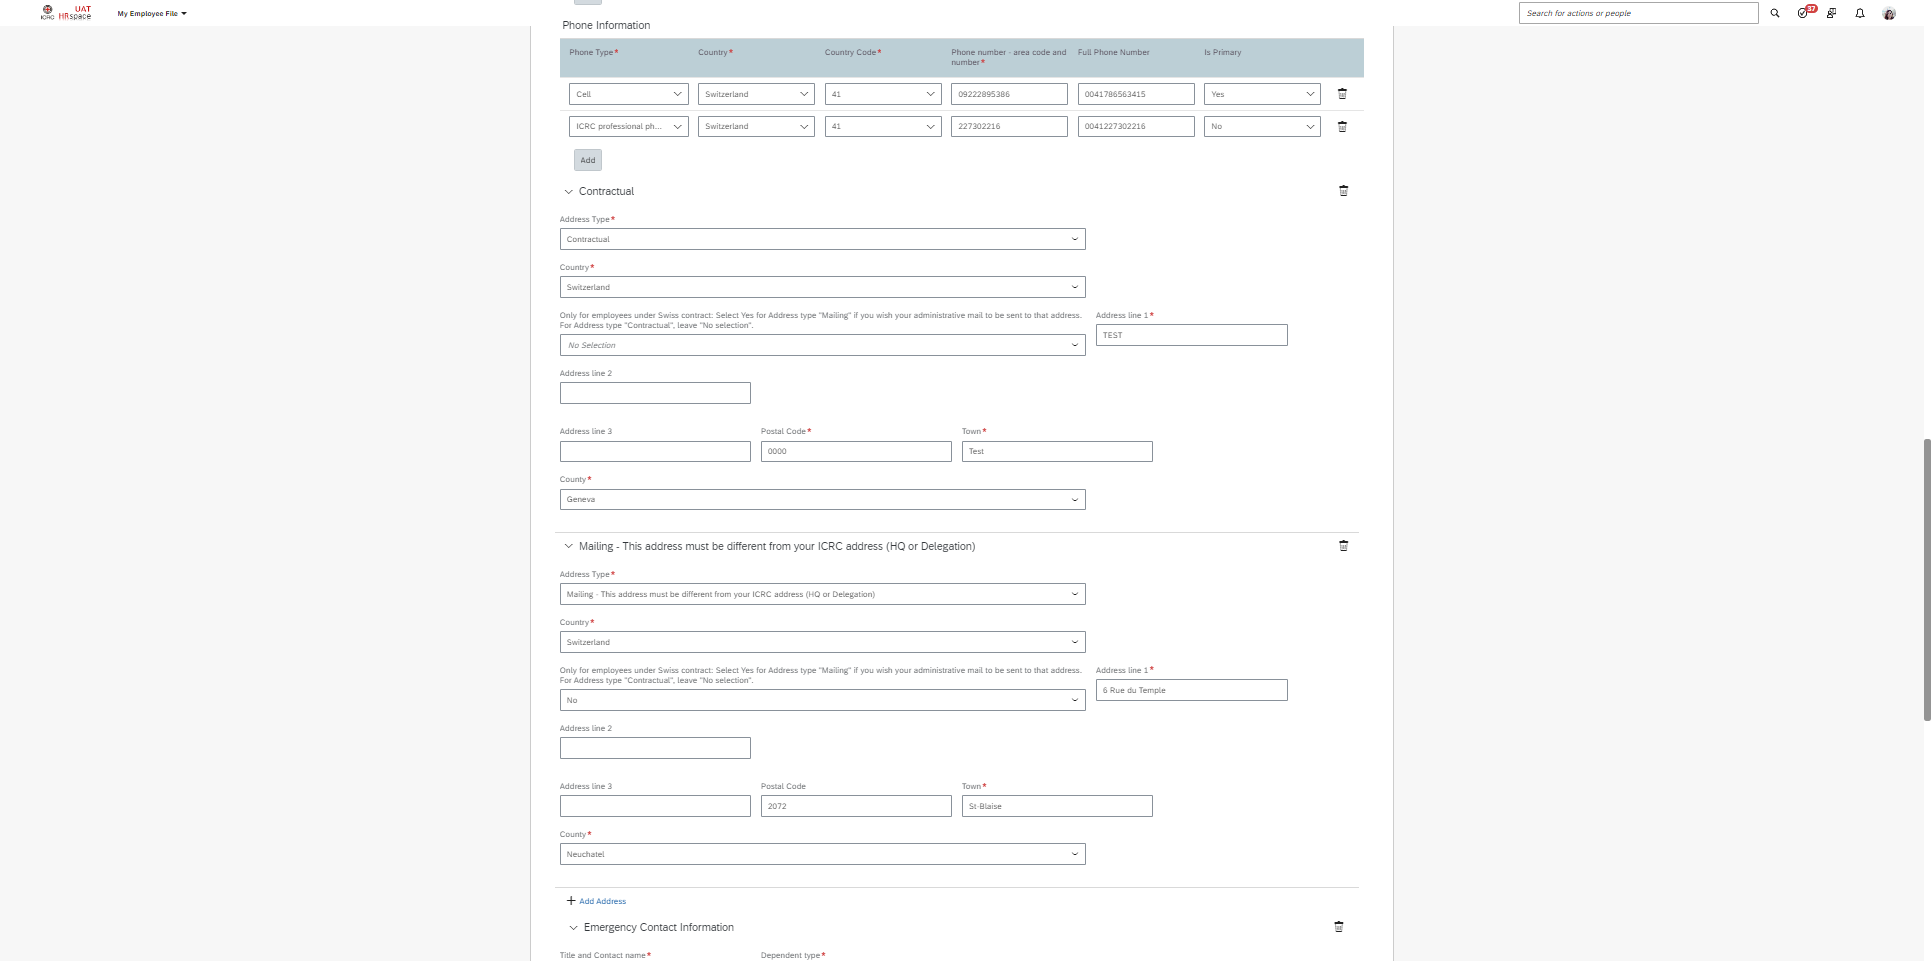 ICRC
UAT
HRspace
My Employee File
Search for actions or people
37
Phone Information
Phone Type*
Country*
Country Code*
Phone number - area code and
number*
Full Phone Number
Is Primary
Cell
Switzerland
41
09222895386
0041786563415
Yes
ICRC professional ph...
Switzerland
41
227302216
0041227302216
No
Add
Contractual
Address Type*
Contractual
Country*
Switzerland
Only for employees under Swiss contract: Select Yes for Address type "Mailing" if you wish your administrative mail to be sent to that address.
For Address type "Contractual", leave "No selection".
No Selection
Address line 1*
TEST
Address line 2
Address line 3
Postal Code*
0000
Town*
Test
County*
Geneva
Mailing - This address must be different from your ICRC address (HQ or Delegation)
Address Type*
Mailing - This address must be different from your ICRC address (HQ or Delegation)
Country*
Switzerland
Only for employees under Swiss contract: Select Yes for Address type "Mailing" if you wish your administrative mail to be sent to that address.
For Address type "Contractual", leave "No selection".
No
Address line 1*
6 Rue du Temple
Address line 2
Address line 3
Postal Code
2072
Town*
St-Blaise
County*
Neuchatel
Add Address
Emergency Contact Information
Title and Contact name*
Dependent type*